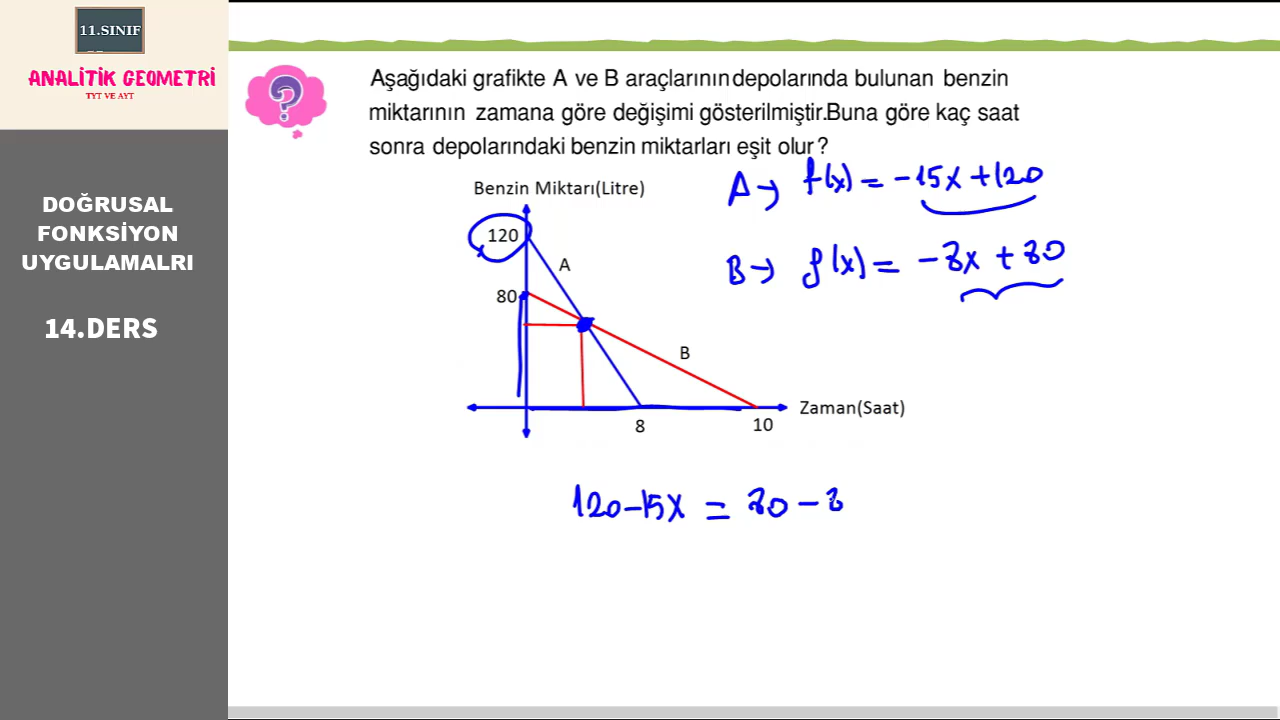 11.SINIF
ANALİTİK GEOMETRİ
TYT VE AYT
DOĞRUSAL
FONKSİYON
UYGULAMALRI
14.DERS
Aşağıdaki grafikte A ve B araçlarının depolarında bulunan benzin
miktarının zamana göre değişimi gösterilmiştir.Buna göre kaç saat
sonra depolarındaki benzin miktarları eşit olur?
A→ f(x) = -15x+120
B→ f(x) = -8x + 80
Benzin Miktarı(Litre)
120
A
80
B
Zaman(Saat)
8
10
120-15x = 80-8